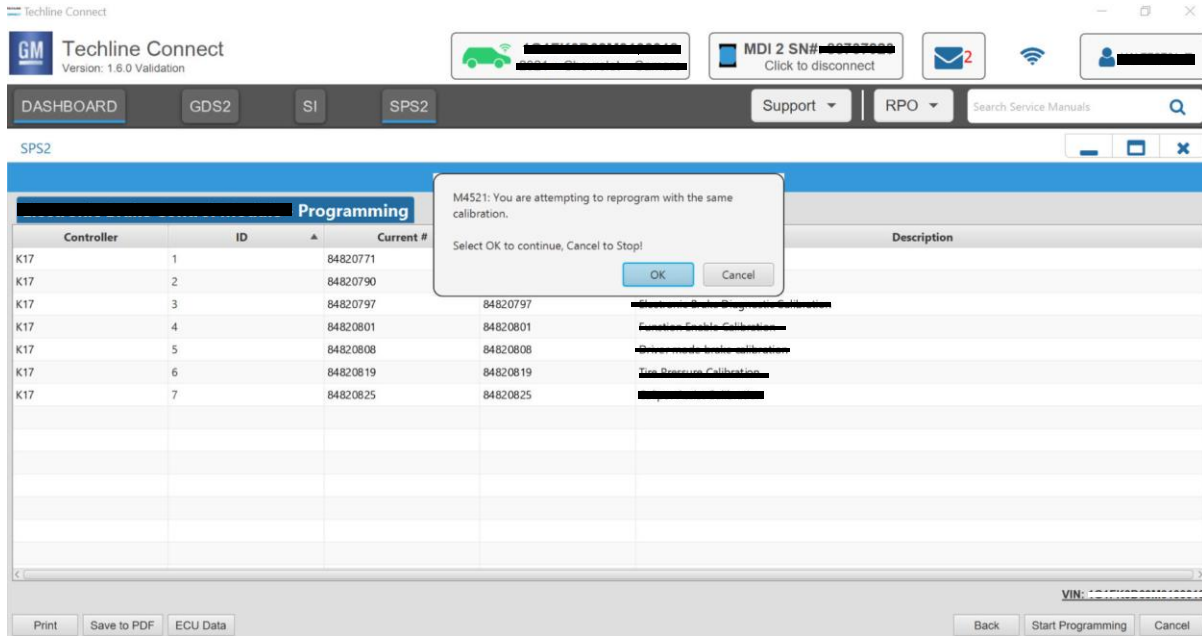 Techline Connect
GM
Techline Connect
Version: 1.6.0 Validation
MDI 2 SN#
Click to disconnect
2
DASHBOARD GDS2 SI SPS2 Support RPO Search Service Manuals
SPS2
M4521: You are attempting to reprogram with the same
calibration.
Select OK to continue, Cancel to Stop!
OK Cancel
Programming
Controller ID Current # Description
K17 1 84820771
K17 2 84820790
K17 3 84820797 84820797
K17 4 84820801 84820801
K17 5 84820808 84820808
K17 6 84820819 84820819 Tire Pressure Calibration
K17 7 84820825 84820825
VIN:
Print Save to PDF ECU Data Back Start Programming Cancel